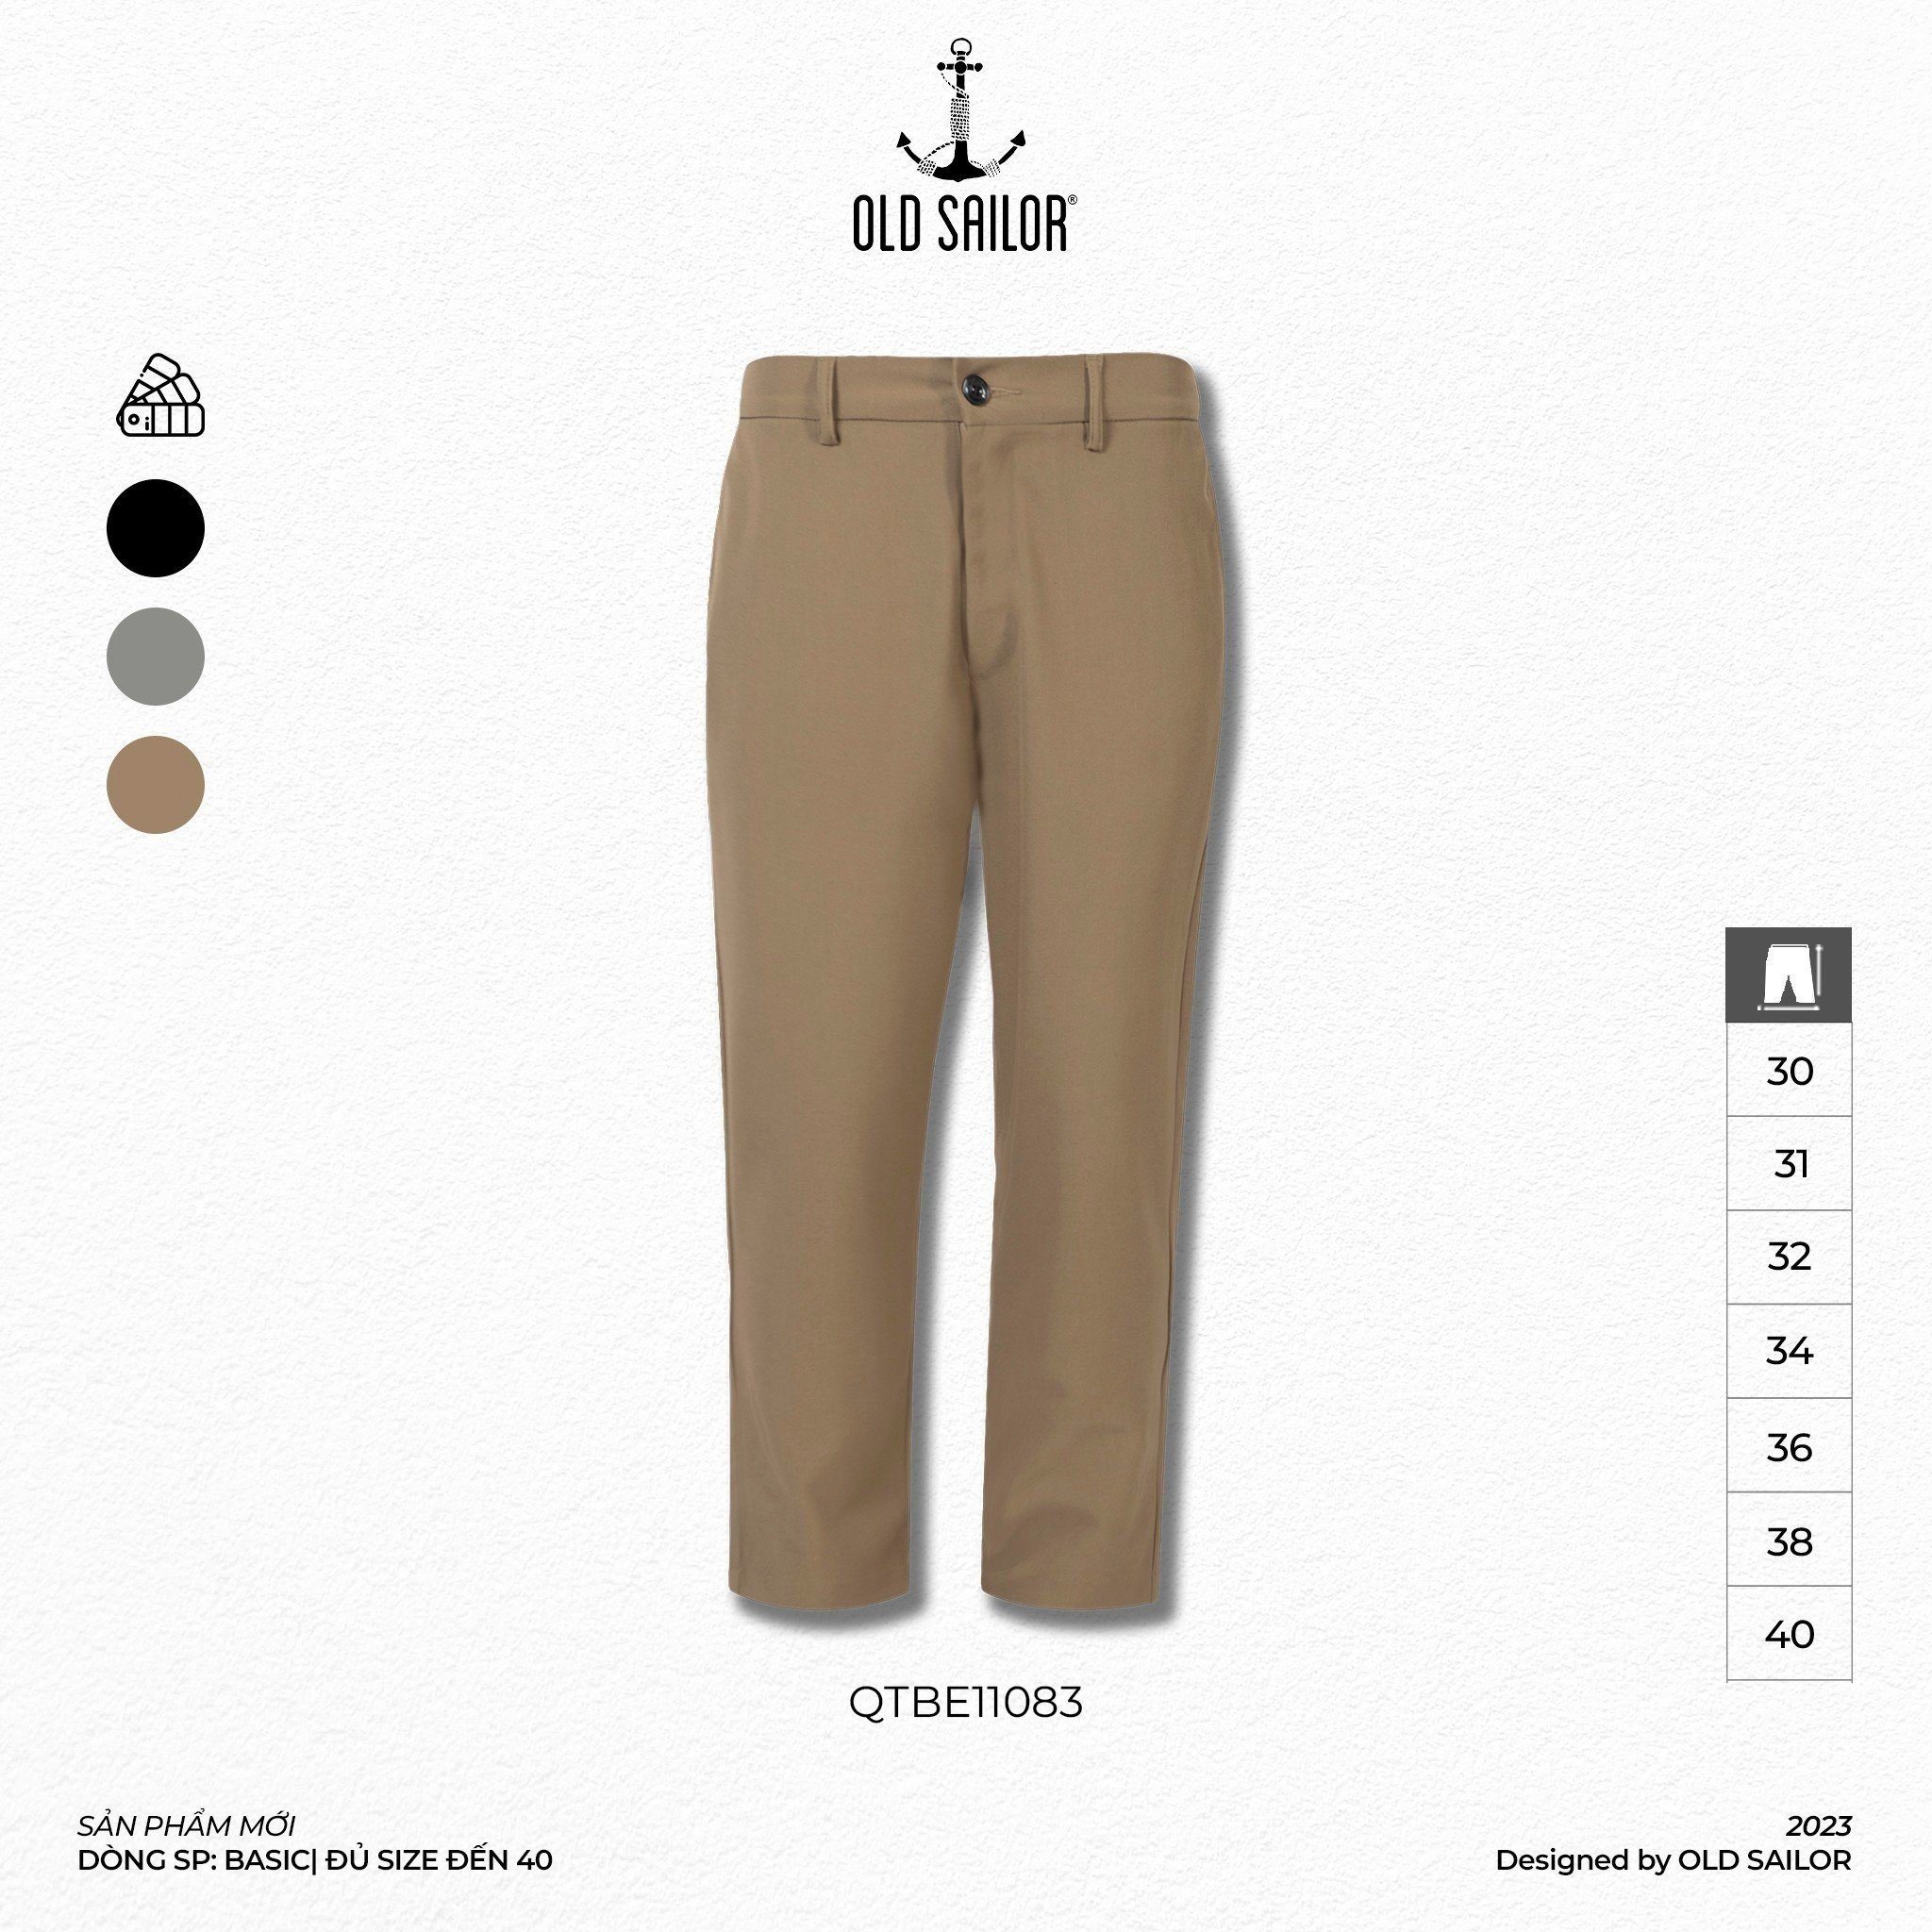 OLD SAILOR®
30
31
32
34
36
38
40
QTBE11083
SẢN PHẨM MỚI
DÒNG SP: BASIC| ĐỦ SIZE ĐẾN 40
2023
Designed by OLD SAILOR